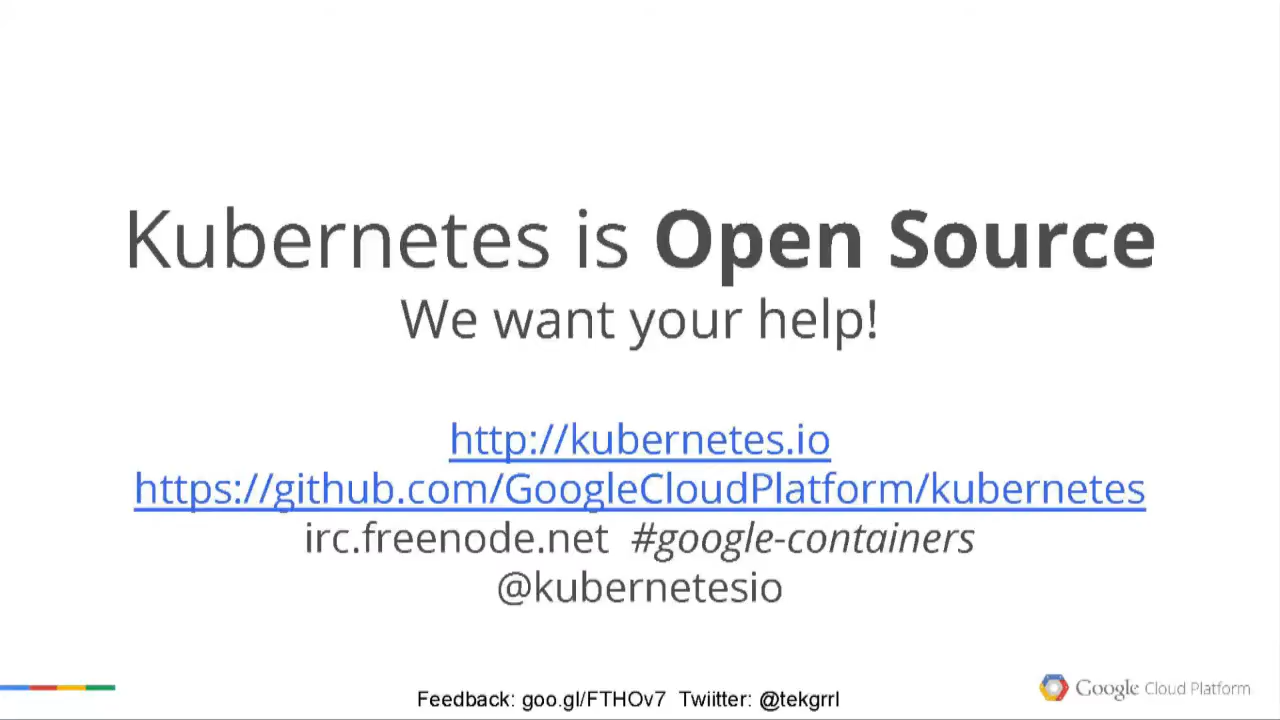 Kubernetes is Open Source
We want your help!
http://kubernetes.io
https://github.com/GoogleCloudPlatform/kubernetes
irc.freenode.net #google-containers
@kubernetesio
Feedback: goo.gl/FTHOv7 Twiitter: @tekgrrl
Google Cloud Platform